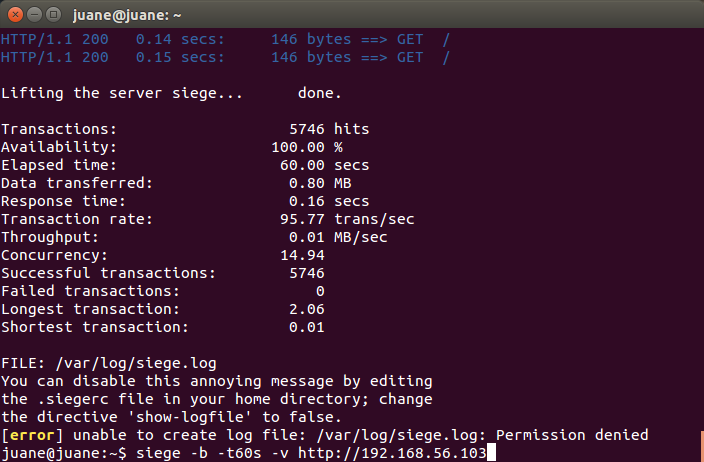 juane@juane: ~
HTTP/1.1 200   0.14 secs:     146 bytes ==> GET  /
HTTP/1.1 200   0.15 secs:     146 bytes ==> GET  /
Lifting the server siege...      done.
Transactions:                   5746 hits
Availability:                 100.00 %
Elapsed time:                  60.00 secs
Data transferred:               0.80 MB
Response time:                  0.16 secs
Transaction rate:              95.77 trans/sec
Throughput:                     0.01 MB/sec
Concurrency:                   14.94
Successful transactions:        5746
Failed transactions:               0
Longest transaction:            2.06
Shortest transaction:           0.01
FILE: /var/log/siege.log
You can disable this annoying message by editing
the .siegerc file in your home directory; change
the directive 'show-logfile' to false.
[error] unable to create log file: /var/log/siege.log: Permission denied
juane@juane:~$ siege -b -t60s -v http://192.168.56.103